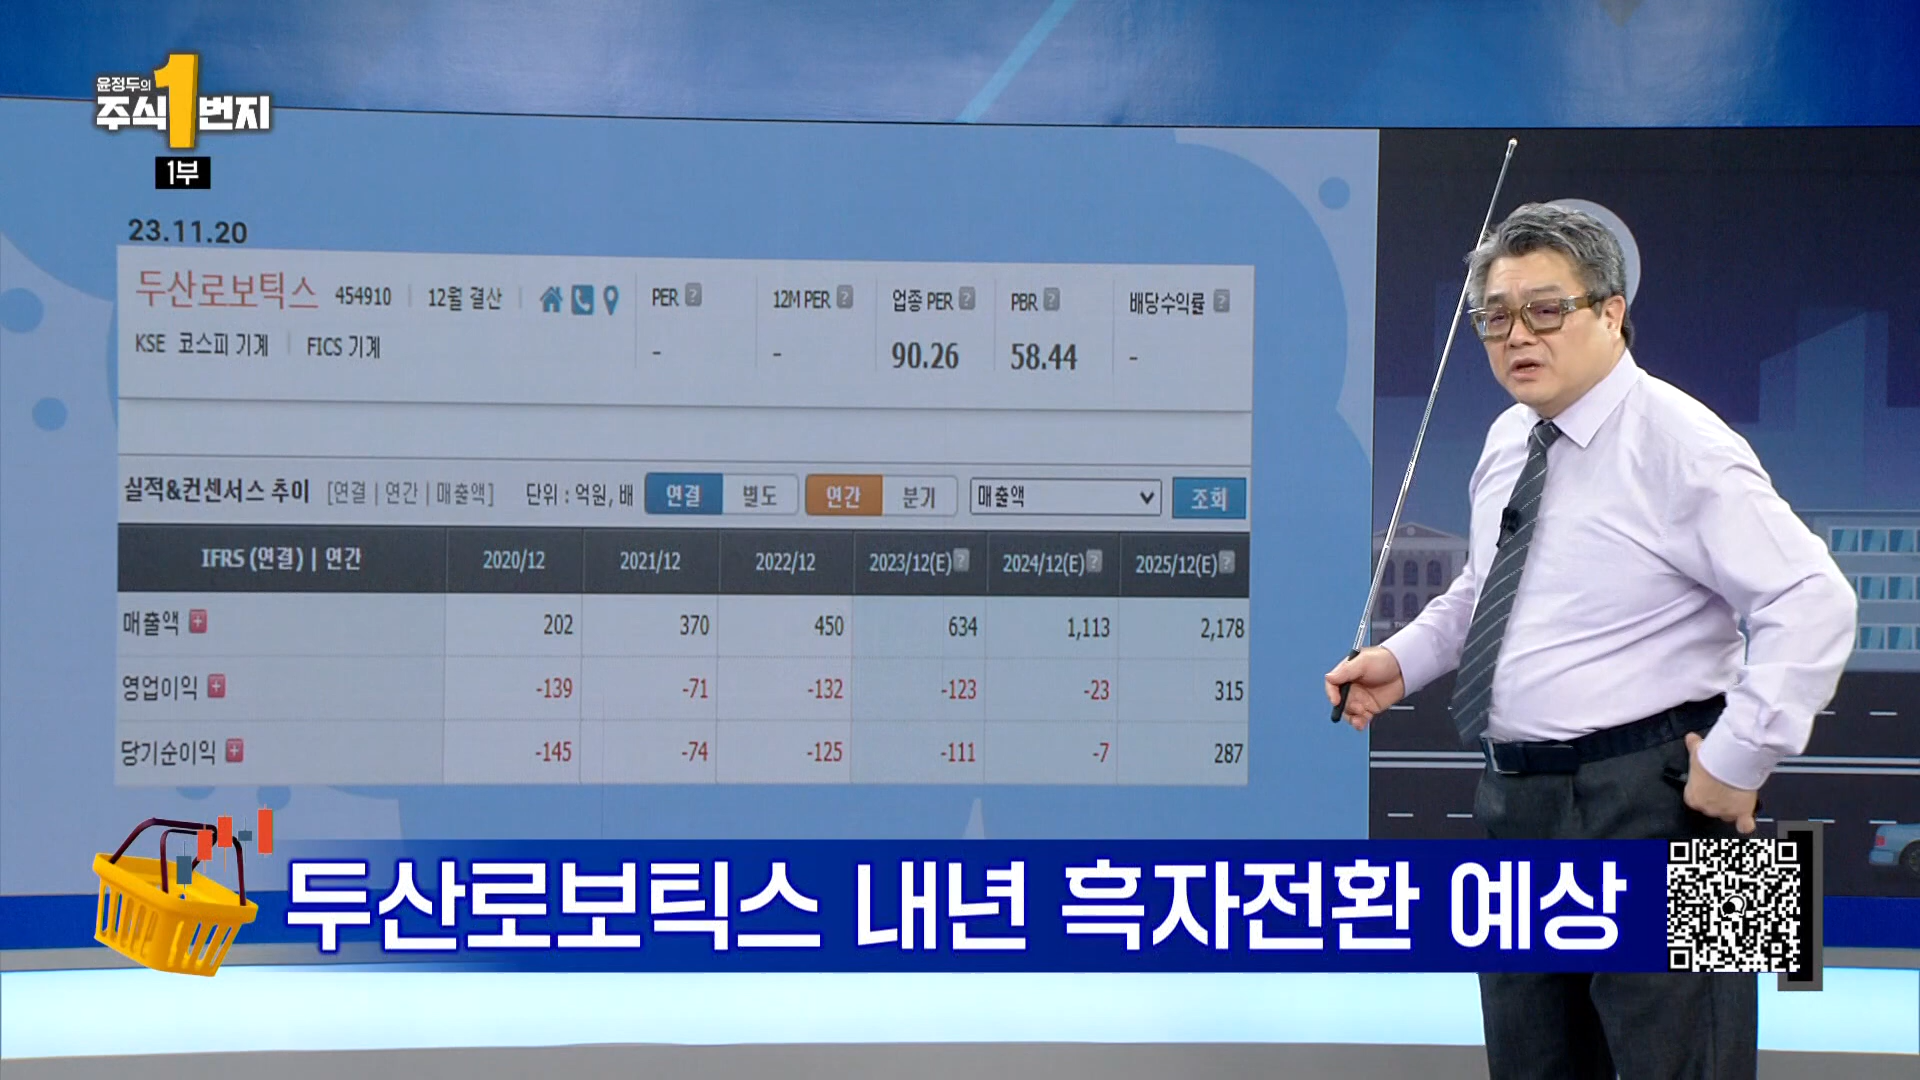 윤정두의
주식1번지
1부
23.11.20
두산로보틱스 454910 12월 결산 PER ? 12M PER ? 업종 PER ? PBR ? 배당수익률 ?
KSE 코스피 기계 FICS 기계 - - 90.26 58.44 -
실적&컨센서스 추이 [연결 | 연간 | 매출액] 단위 : 억원, 배 연결 별도 연간 분기 매출액 조회
IFRS (연결) | 연간 2020/12 2021/12 2022/12 2023/12(E) ? 2024/12(E) ? 2025/12(E) ?
매출액 + 202 370 450 634 1,113 2,178
영업이익 + -139 -71 -132 -123 -23 315
당기순이익 + -145 -74 -125 -111 -7 287
두산로보틱스 내년 흑자전환 예상